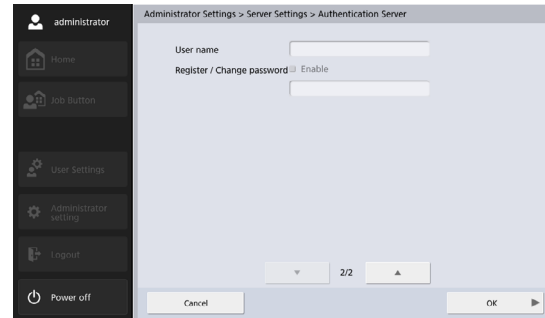 administrator
Administrator Settings > Server Settings > Authentication Server
Home
Job Button
User Settings
Administrator
setting
Logout
Power off
User name
Register / Change password Enable
2/2
Cancel
OK